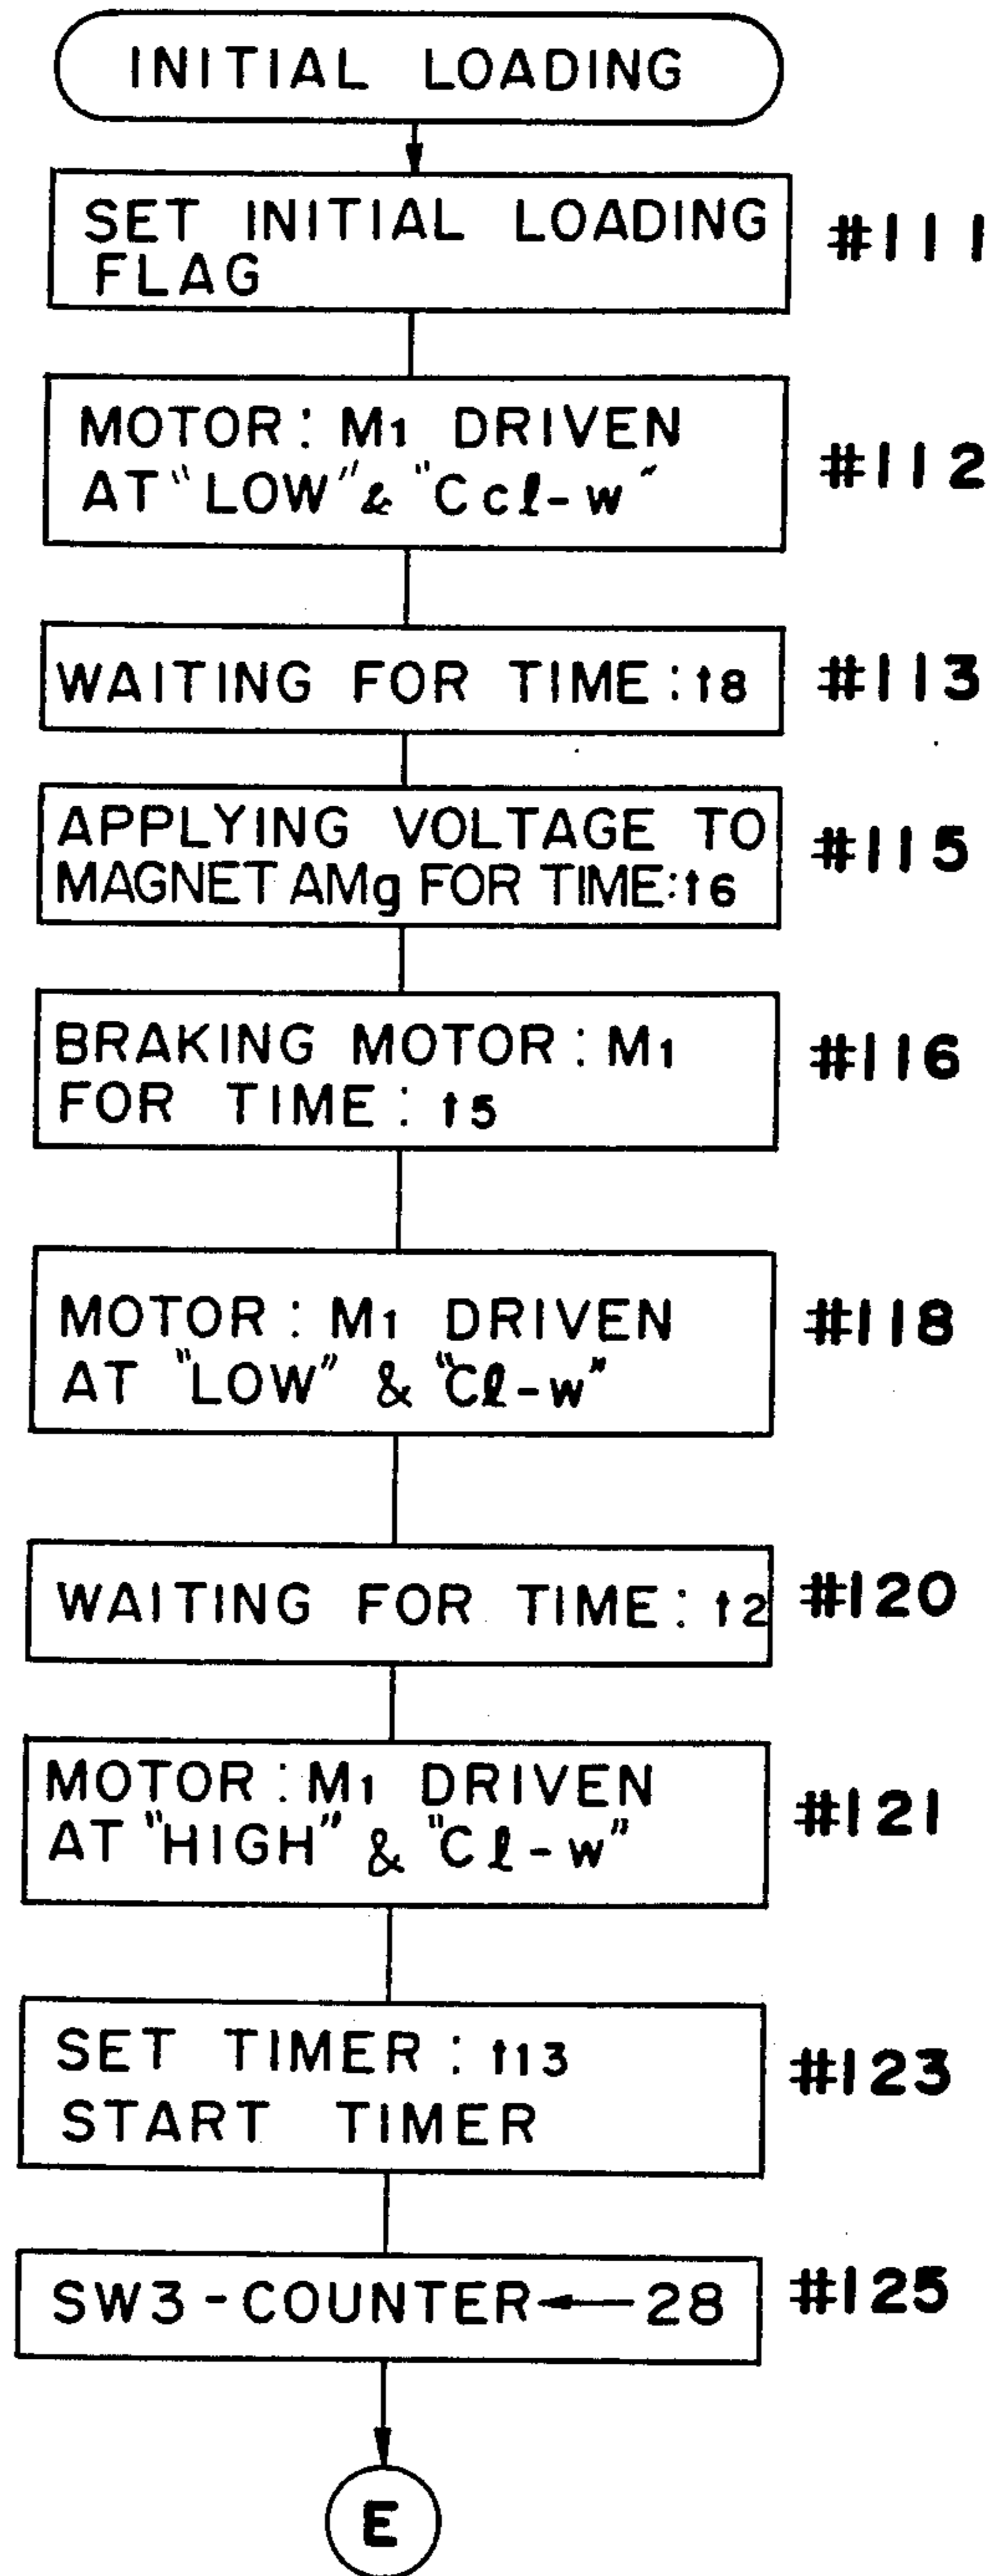 INITIAL LOADING
SET INITIAL LOADING
FLAG
#111
MOTOR: M1 DRIVEN
AT "LOW" & "Ccl-w"
#112
WAITING FOR TIME: t8
#113
APPLYING VOLTAGE TO
MAGNET AMg FOR TIME: t6
#115
BRAKING MOTOR: M1
FOR TIME: t5
#116
MOTOR: M1 DRIVEN
AT "LOW" & "Cl-w"
#118
WAITING FOR TIME: t2
#120
MOTOR: M1 DRIVEN
AT "HIGH" & "Cl-w"
#121
SET TIMER: t13
START TIMER
#123
SW3-COUNTER ← 28
#125
E